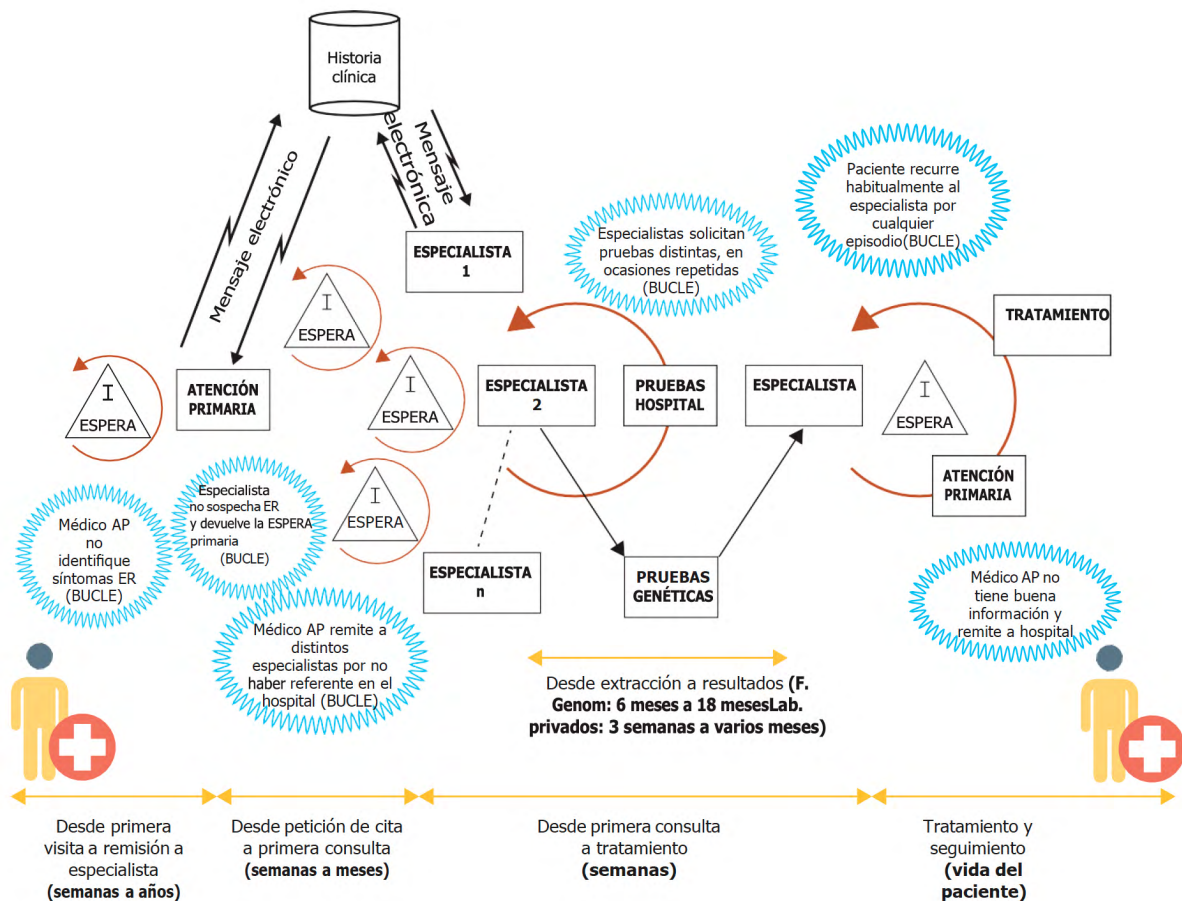 Historia
clínica
Mensaje electrónico
Mensaje
electrónica
ESPECIALISTA
1
Paciente recurre
habitualmente al
especialista por
cualquier
episodio(BUCLE)
Especialistas solicitan
pruebas distintas, en
ocasiones repetidas
(BUCLE)
I
ESPERA
I
ESPERA
ATENCIÓN
PRIMARIA
I
ESPERA
ESPECIALISTA
2
PRUEBAS
HOSPITAL
ESPECIALISTA
TRATAMIENTO
I
ESPERA
ATENCIÓN
PRIMARIA
I
ESPERA
Médico AP
no
identifique
síntomas ER
(BUCLE)
Especialista
no sospecha ER
y devuelve la ESPERA
primaria
(BUCLE)
Médico AP remite a
distintos
especialistas por no
haber referente en el
hospital (BUCLE)
ESPECIALISTA
n
PRUEBAS
GENÉTICAS
Médico AP no
tiene buena
información y
remite a hospital
Desde extracción a resultados (F.
Genom: 6 meses a 18 mesesLab.
privados: 3 semanas a varios meses)
Desde primera
visita a remisión a
especialista
(semanas a años)
Desde petición de cita
a primera consulta
(semanas a meses)
Desde primera consulta
a tratamiento
(semanas)
Tratamiento y
seguimiento
(vida del
paciente)